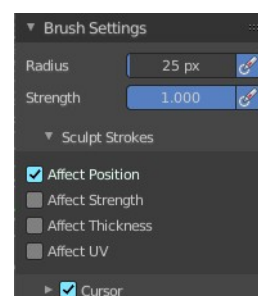 Brush Settings
Radius 25 px
Strength 1.000
Sculpt Strokes
Affect Position
Affect Strength
Affect Thickness
Affect UV
Cursor